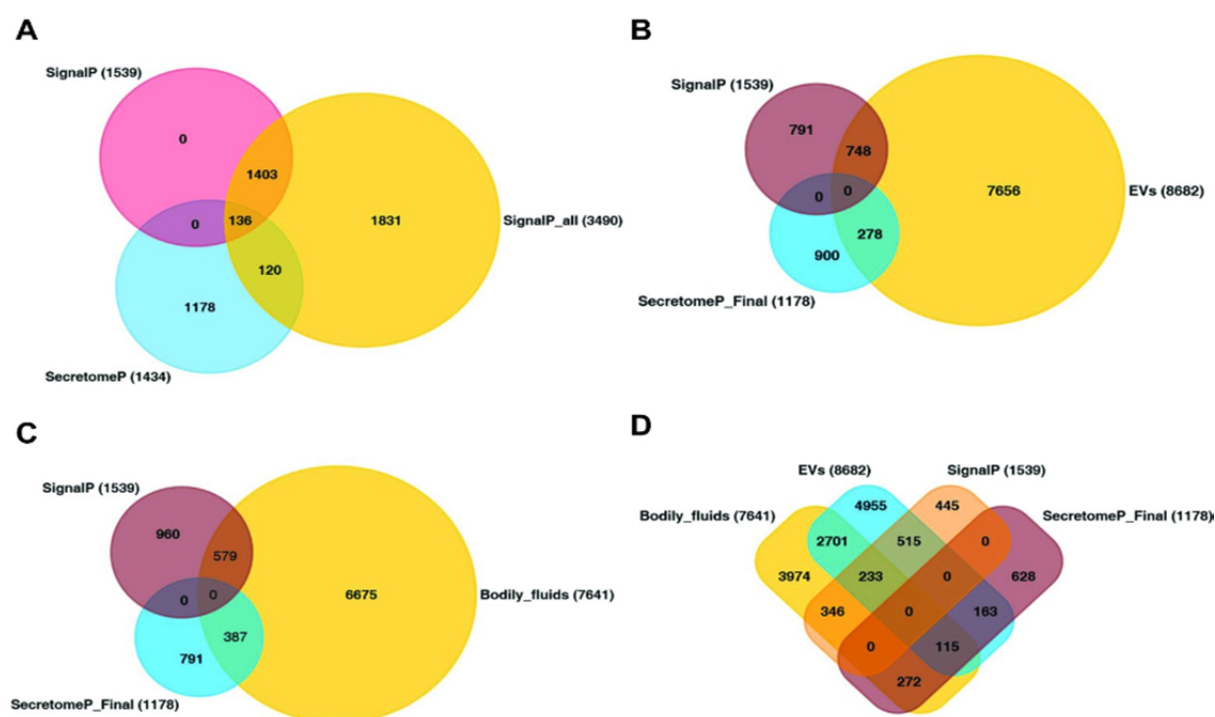 A
SignalP (1539)
0
1403
SignalP_all (3490)
1831
0
136
120
1178
SecretomeP (1434)
B
SignalP (1539)
791
748
7656
EVs (8682)
0
0
278
900
SecretomeP_Final (1178)
C
SignalP (1539)
960
579
6675
Bodily_fluids (7641)
0
0
387
791
SecretomeP_Final (1178)
D
EVs (8682)
SignalP (1539)
Bodily_fluids (7641)
SecretomeP_Final (1178)
4955
445
2701
515
0
3974
233
0
628
346
0
163
0
115
272